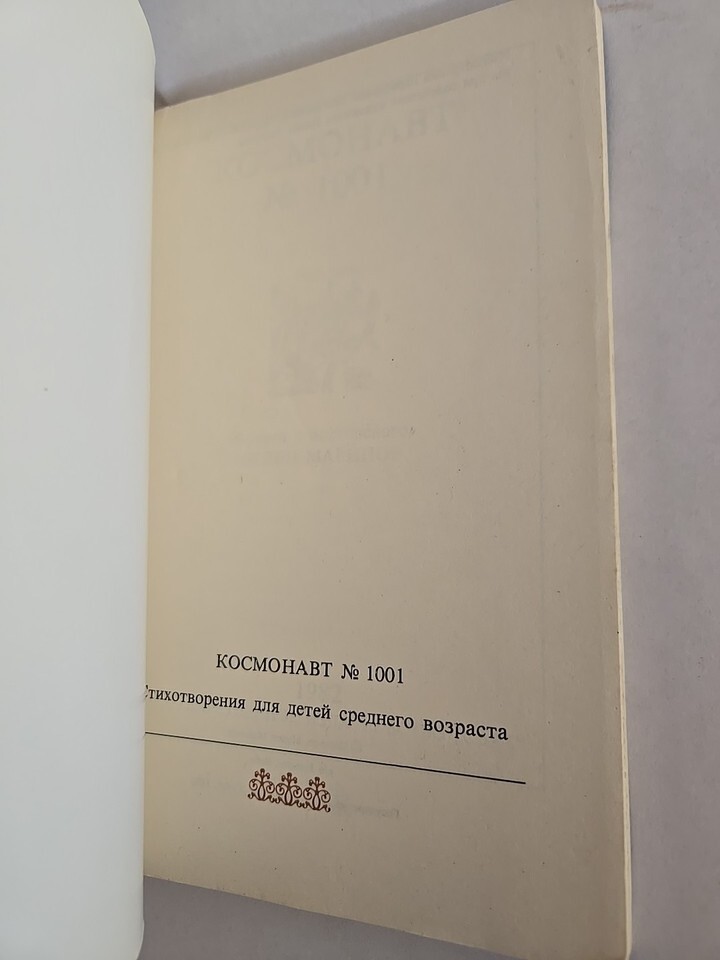 КОСМОНАВТ № 1001
Стихотворения для детей среднего возраста